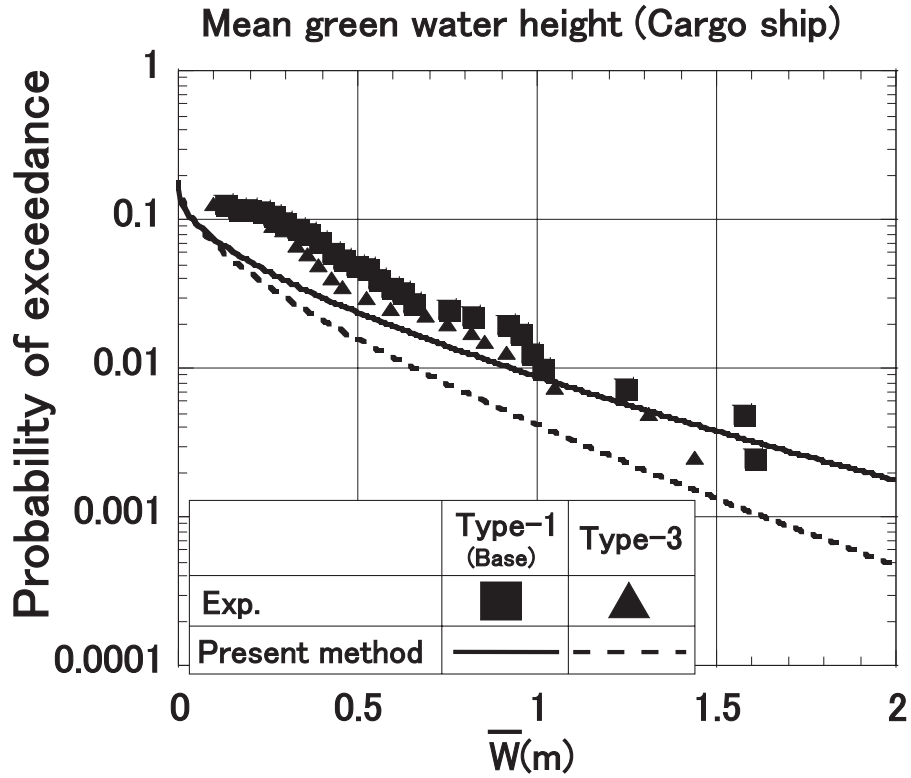 Mean green water height (Cargo ship)
Probability of exceedance
1
0.1
0.01
0.001
0.0001
Type-1 Type-3
(Base)
Exp.
Present method
0 0.5 1 1.5 2
W̅(m)